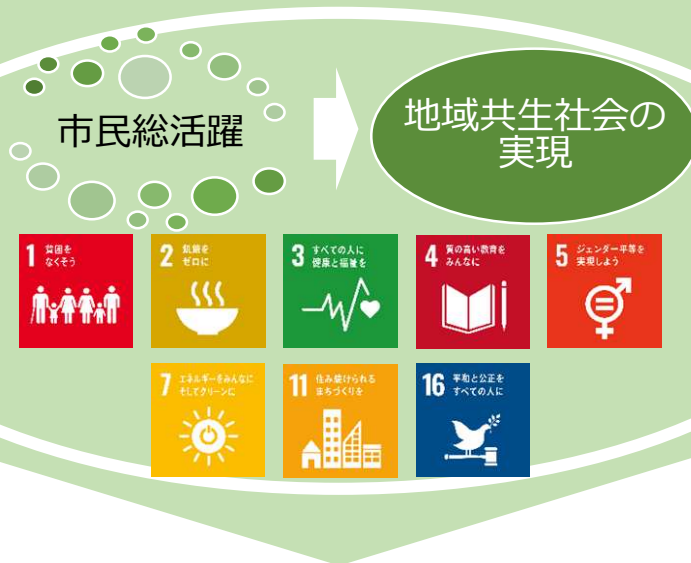 市民総活躍
地域共生社会の
実現
1 貧困を
なくそう
2 飢餓を
ゼロに
3 すべての人に
健康と福祉を
4 質の高い教育を
みんなに
5 ジェンダー平等を
実現しよう
7 エネルギーをみんなに
そしてクリーンに
11 住み続けられる
まちづくりを
16 平和と公正を
すべての人に